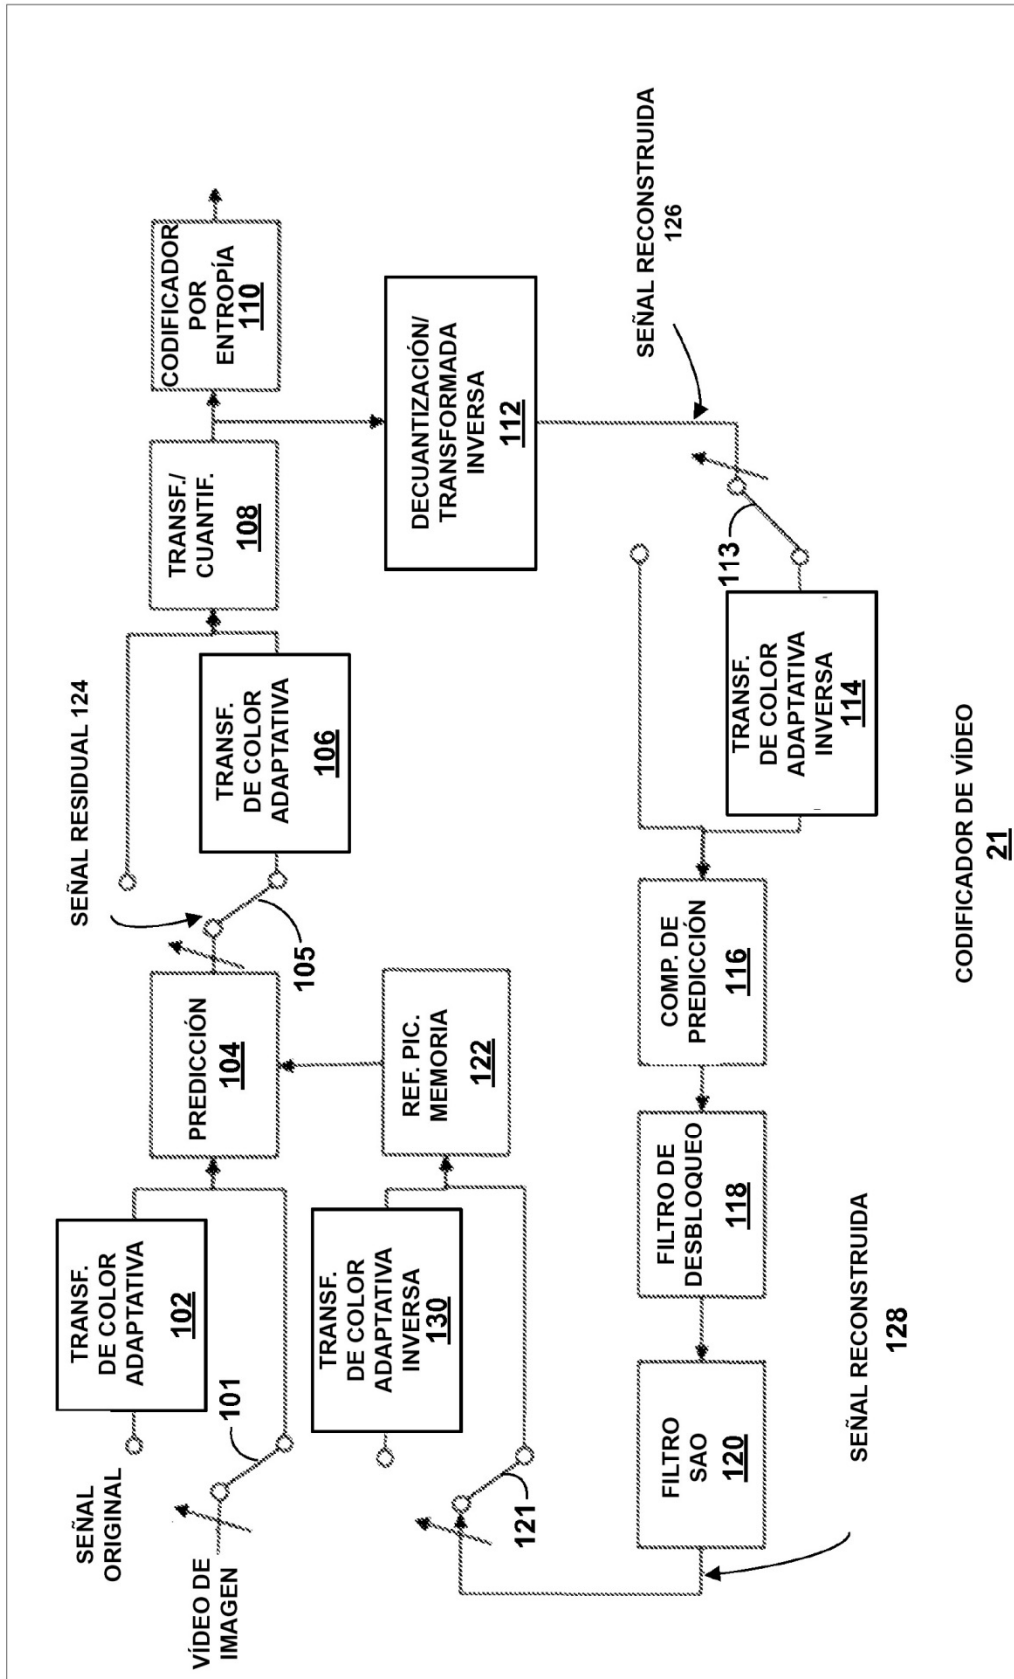 SEÑAL
ORIGINAL
VÍDEO DE
IMAGEN
101
TRANSF.
DE COLOR
ADAPTATIVA
102
PREDICCIÓN
104
SEÑAL RESIDUAL 124
105
TRANSF.
DE COLOR
ADAPTATIVA
106
TRANSF./
CUANTIF.
108
CODIFICADOR
POR
ENTROPÍA
110
121
TRANSF.
DE COLOR
ADAPTATIVA
INVERSA
130
REF. PIC.
MEMORIA
122
DECUANTIZACIÓN/
TRANSFORMADA
INVERSA
112
SEÑAL RECONSTRUIDA
126
113
TRANSF.
DE COLOR
ADAPTATIVA
INVERSA
114
COMP. DE
PREDICCIÓN
116
FILTRO DE
DESBLOQUEO
118
FILTRO
SAO
120
SEÑAL RECONSTRUIDA
128
CODIFICADOR DE VÍDEO
21